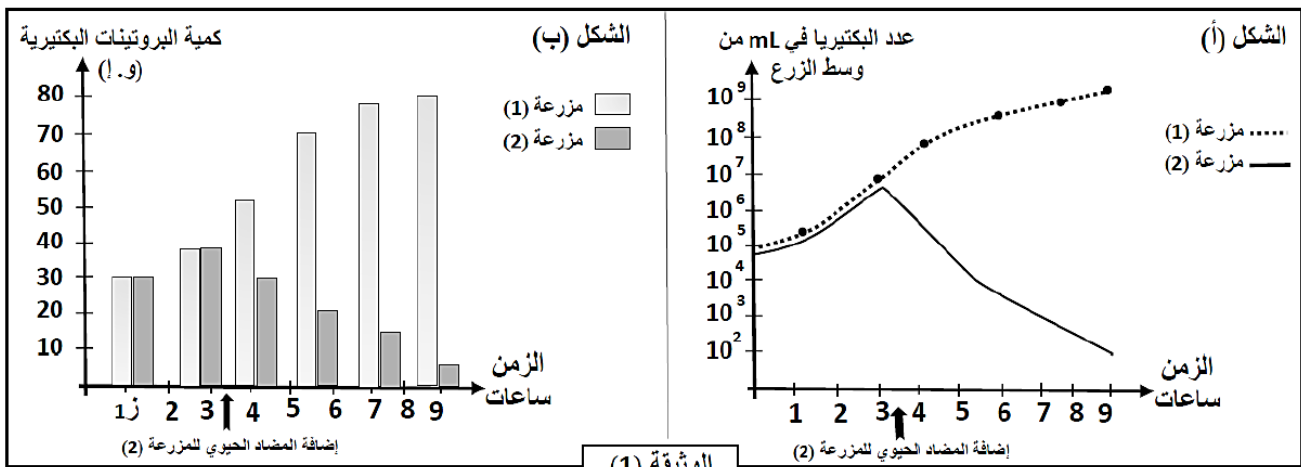 الشكل (أ)
عدد البكتيريا في mL من
وسط الزرع
10⁹
10⁸
10⁷
10⁶
10⁵
10⁴
10³
10²
مزرعة (1)
مزرعة (2)
1 2 3 4 5 6 7 8 9
الزمن
ساعات
إضافة المضاد الحيوي للمزرعة (2)
الشكل (ب)
كمية البروتينات البكتيرية
(و. إ)
80
70
60
50
40
30
20
10
مزرعة (1)
مزرعة (2)
ز1 2 3 4 5 6 7 8 9
الزمن
ساعات
إضافة المضاد الحيوي للمزرعة (2)
الوثيقة (1)